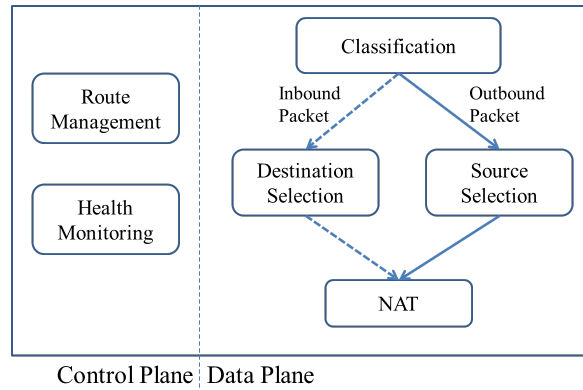 Classification
Inbound
Packet
Outbound
Packet
Route
Management
Destination
Selection
Source
Selection
Health
Monitoring
NAT
Control Plane
Data Plane